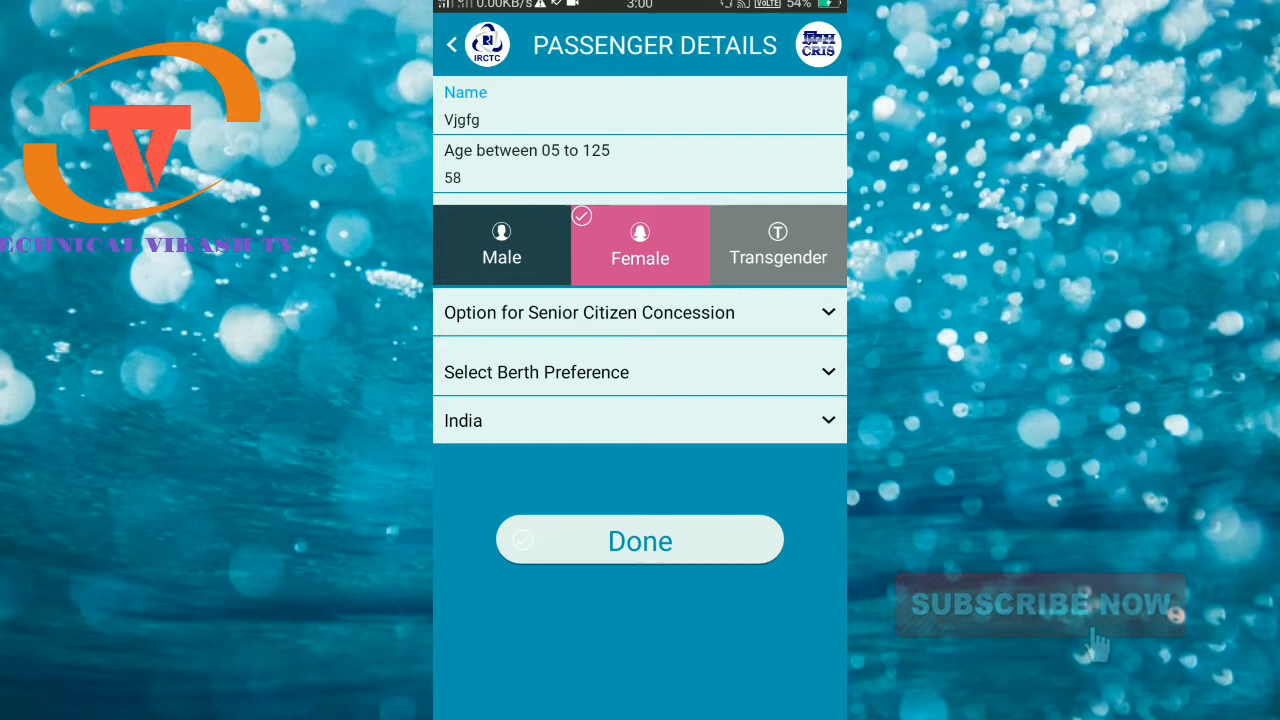 0.00KB/s 3:00 VoLTE 54%
IRCTC
PASSENGER DETAILS
CRIS
Name
Vjgfg
Age between 05 to 125
58
Male
Female
T
Transgender
Option for Senior Citizen Concession
Select Berth Preference
India
Done
V
ECHNICAL VIKASH TV
SUBSCRIBE NOW